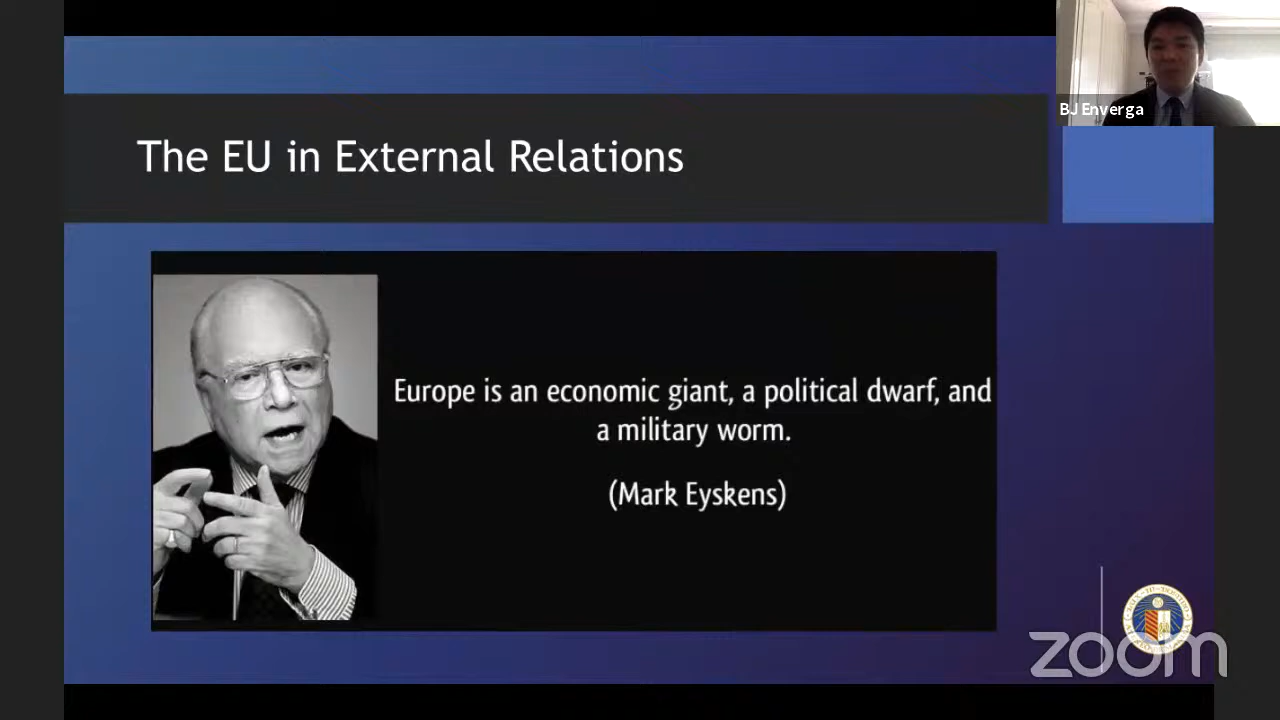 BJ Enverga
The EU in External Relations
Europe is an economic giant, a political dwarf, and
a military worm.
(Mark Eyskens)
zoom